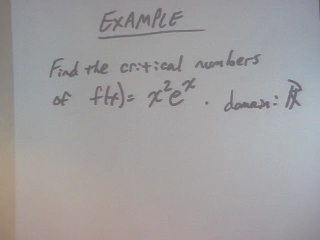 EXAMPLE
Find the critical numbers
of f(x) = x²eˣ. domain: ℝ